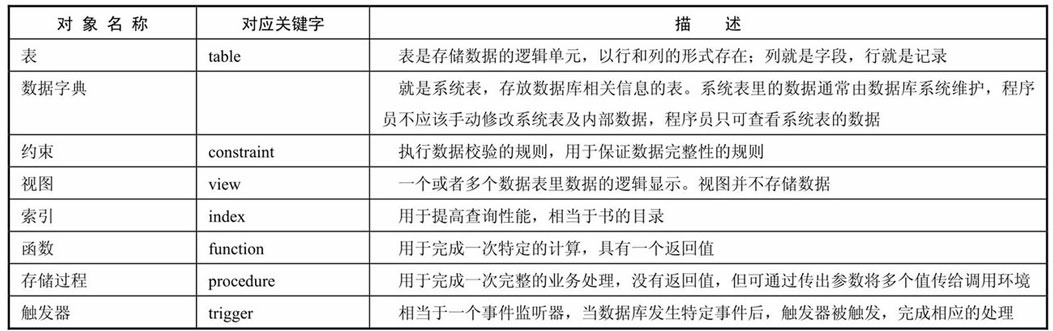 对 象 名 称 对应关键字 描 述
表 table 表是存储数据的逻辑单元，以行和列的形式存在；列就是字段，行就是记录
数据字典 就是系统表，存放数据库相关信息的表。系统表里的数据通常由数据库系统维护，程序
员不应该手动修改系统表及内部数据，程序员只可查看系统表的数据
约束 constraint 执行数据校验的规则，用于保证数据完整性的规则
视图 view 一个或者多个数据表里数据的逻辑显示。视图并不存储数据
索引 index 用于提高查询性能，相当于书的目录
函数 function 用于完成一次特定的计算，具有一个返回值
存储过程 procedure 用于完成一次完整的业务处理，没有返回值，但可通过传出参数将多个值传给调用环境
触发器 trigger 相当于一个事件监听器，当数据库发生特定事件后，触发器被触发，完成相应的处理